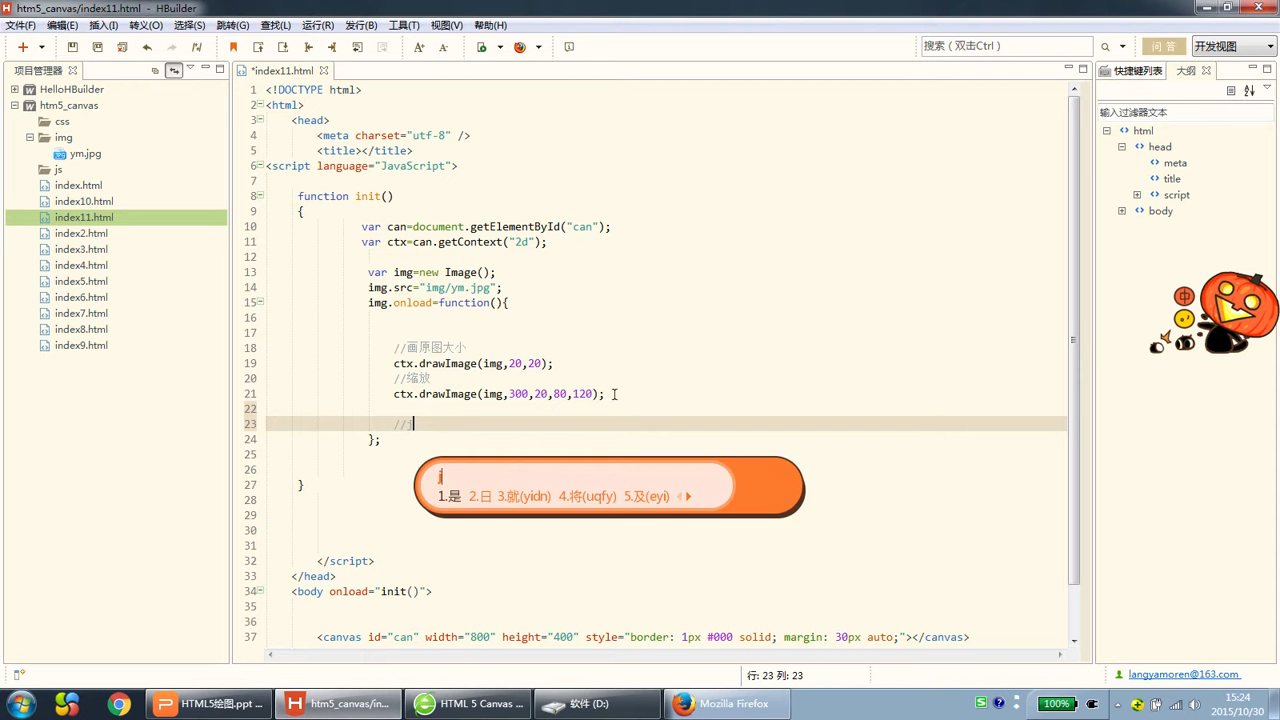 htm5_canvas/index11.html - HBuilder
文件(F) 编辑(E) 插入(I) 转义(O) 选择(S) 跳转(G) 查找(L) 运行(R) 发行(B) 工具(T) 视图(V) 帮助(H)
搜索（双击Ctrl）
问 答
开发视图
项目管理器
*index11.html
快捷键列表
大纲
输入过滤器文本
HelloHBuilder
htm5_canvas
css
img
ym.jpg
js
index.html
index10.html
index11.html
index2.html
index3.html
index4.html
index5.html
index6.html
index7.html
index8.html
index9.html
1 <!DOCTYPE html>
2 <html>
3 <head>
4 <meta charset="utf-8" />
5 <title></title>
6 <script language="JavaScript">
7
8 function init()
9 {
10 var can=document.getElementById("can");
11 var ctx=can.getContext("2d");
12
13 var img=new Image();
14 img.src="img/ym.jpg";
15 img.onload=function(){
16
17
18 //画原图大小
19 ctx.drawImage(img,20,20);
20 //缩放
21 ctx.drawImage(img,300,20,80,120);
22
23 //j
24 };
25
26
27 }
28
29
30
31
32 </script>
33 </head>
34 <body onload="init()">
35
36
37 <canvas id="can" width="800" height="400" style="border: 1px #000 solid; margin: 30px auto;"></canvas>
j
1.是 2.日 3.就(yidn) 4.将(uqfy) 5.及(eyi)
html
head
meta
title
script
body
中
行: 23 列: 23
langyamoren@163.com
HTML5绘图.ppt ...
htm5_canvas/in...
HTML 5 Canvas ...
软件 (D:)
Mozilla Firefox
100%
15:24
2015/10/30